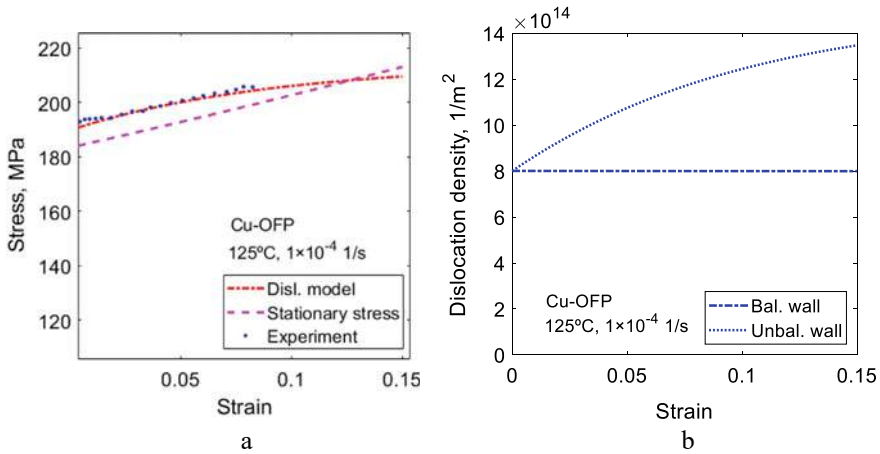 220
200
180
160
140
120
Stress, MPa
Cu-OFP
125ºC, 1×10⁻⁴ 1/s
Disl. model
Stationary stress
Experiment
0.05
0.1
0.15
Strain
a
×10¹⁴
14
12
10
8
6
4
2
0
Dislocation density, 1/m²
Cu-OFP
125ºC, 1×10⁻⁴ 1/s
Bal. wall
Unbal. wall
0
0.05
0.1
0.15
Strain
b